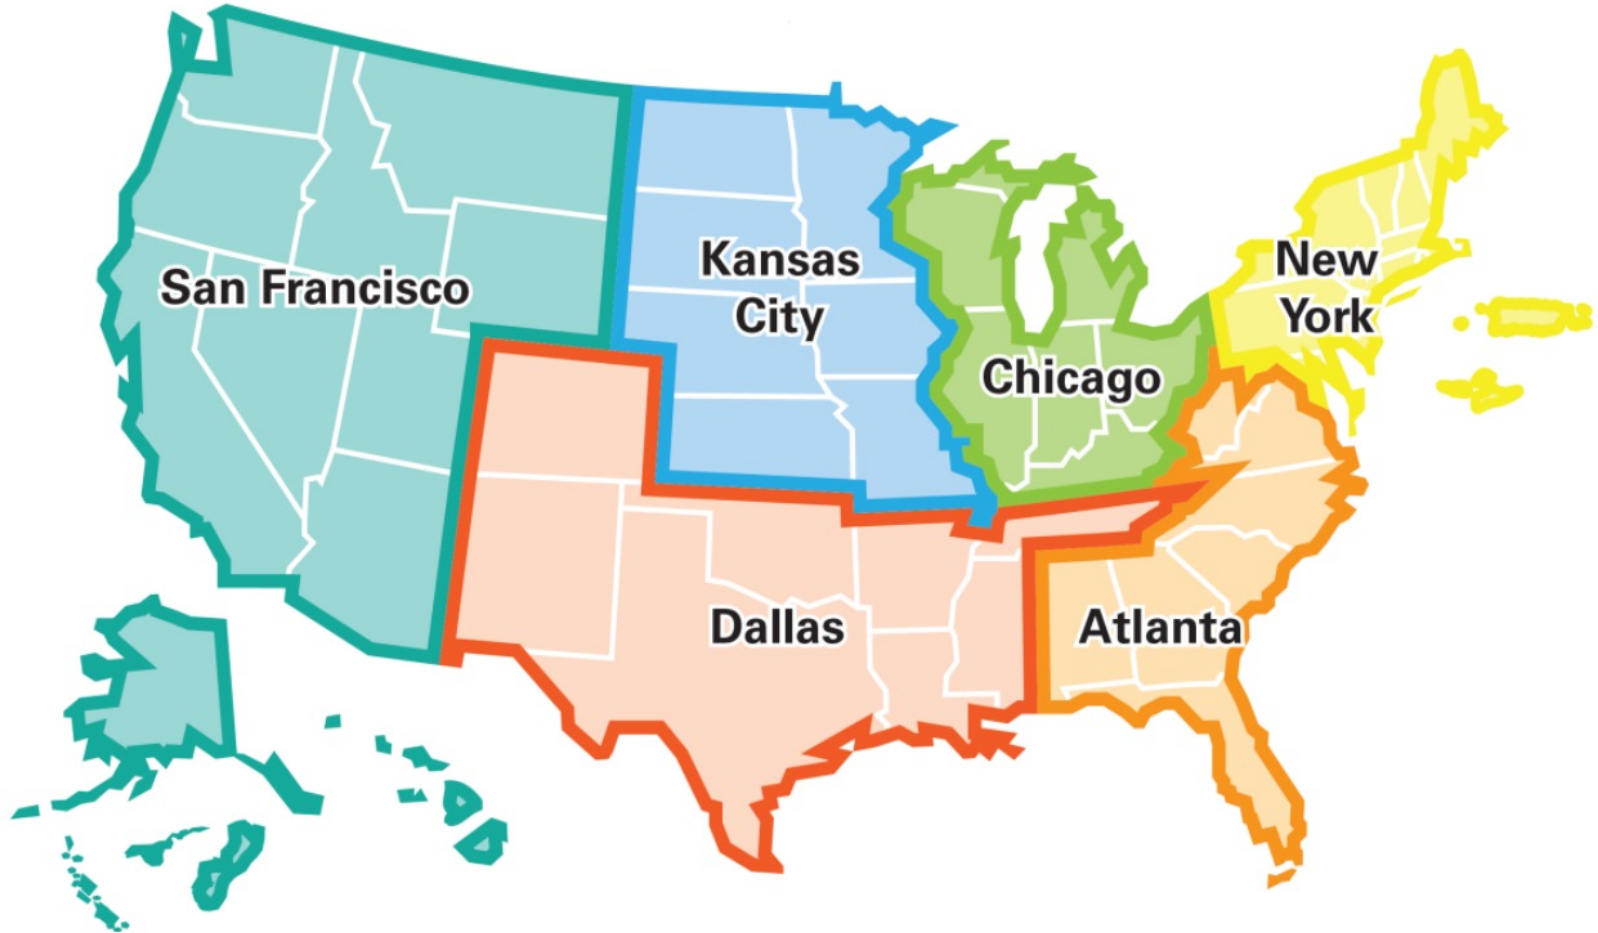 San Francisco
Kansas
City
New
York
Chicago
Dallas
Atlanta